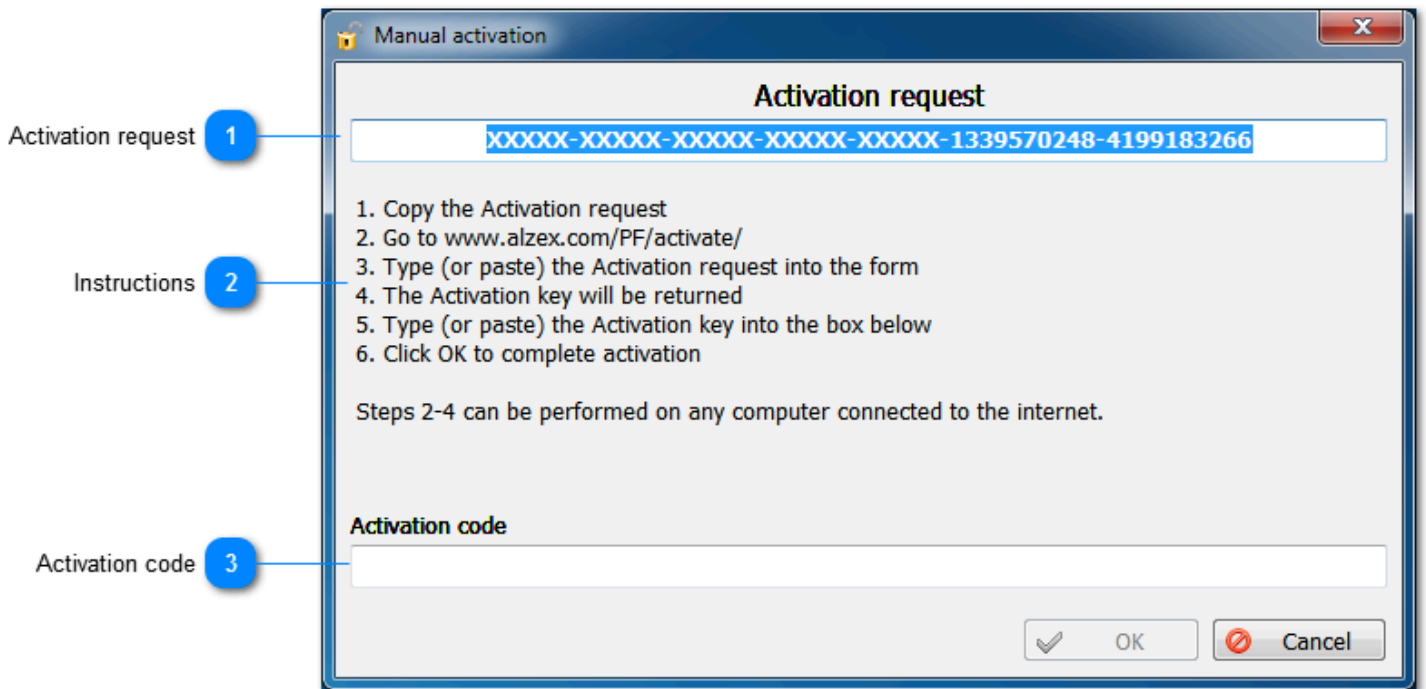 Manual activation
X
Activation request
Activation request 1
XXXXX-XXXXX-XXXXX-XXXXX-XXXXX-1339570248-4199183266
1. Copy the Activation request
2. Go to www.alzex.com/PF/activate/
Instructions 2
3. Type (or paste) the Activation request into the form
4. The Activation key will be returned
5. Type (or paste) the Activation key into the box below
6. Click OK to complete activation
Steps 2-4 can be performed on any computer connected to the internet.
Activation code
Activation code 3
OK
Cancel